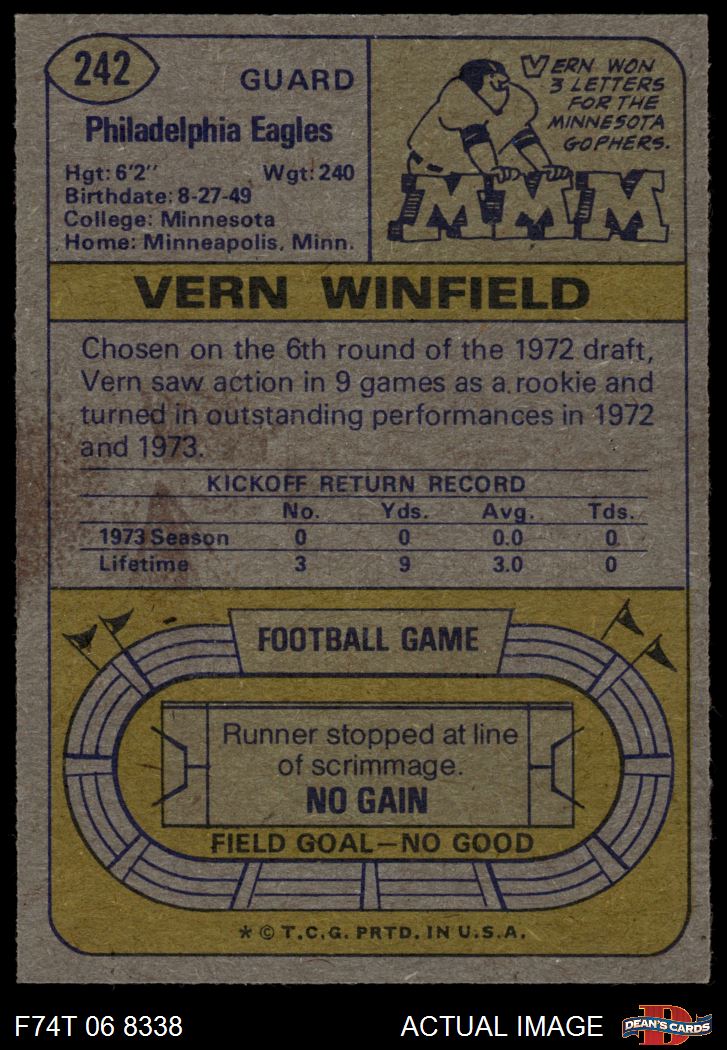 242
GUARD
Philadelphia Eagles
Hgt: 6'2" Wgt: 240
Birthdate: 8-27-49
College: Minnesota
Home: Minneapolis, Minn.
VERN WON
3 LETTERS
FOR THE
MINNESOTA
GOPHERS.
MMM
VERN WINFIELD
Chosen on the 6th round of the 1972 draft,
Vern saw action in 9 games as a rookie and
turned in outstanding performances in 1972
and 1973.
KICKOFF RETURN RECORD
No. Yds. Avg. Tds.
1973 Season 0 0 0.0 0
Lifetime 3 9 3.0 0
FOOTBALL GAME
Runner stopped at line
of scrimmage.
NO GAIN
FIELD GOAL—NO GOOD
* © T.C.G. PRTD. IN U.S.A.
F74T 06 8338 ACTUAL IMAGE
D
DEAN'S CARDS